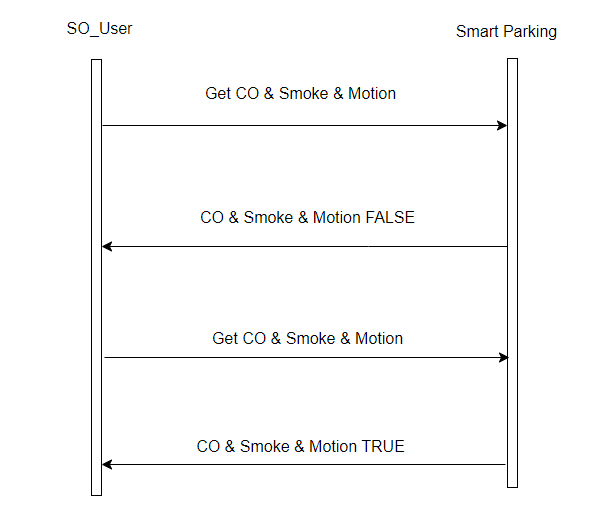 SO_User
Smart Parking
Get CO & Smoke & Motion
CO & Smoke & Motion FALSE
Get CO & Smoke & Motion
CO & Smoke & Motion TRUE